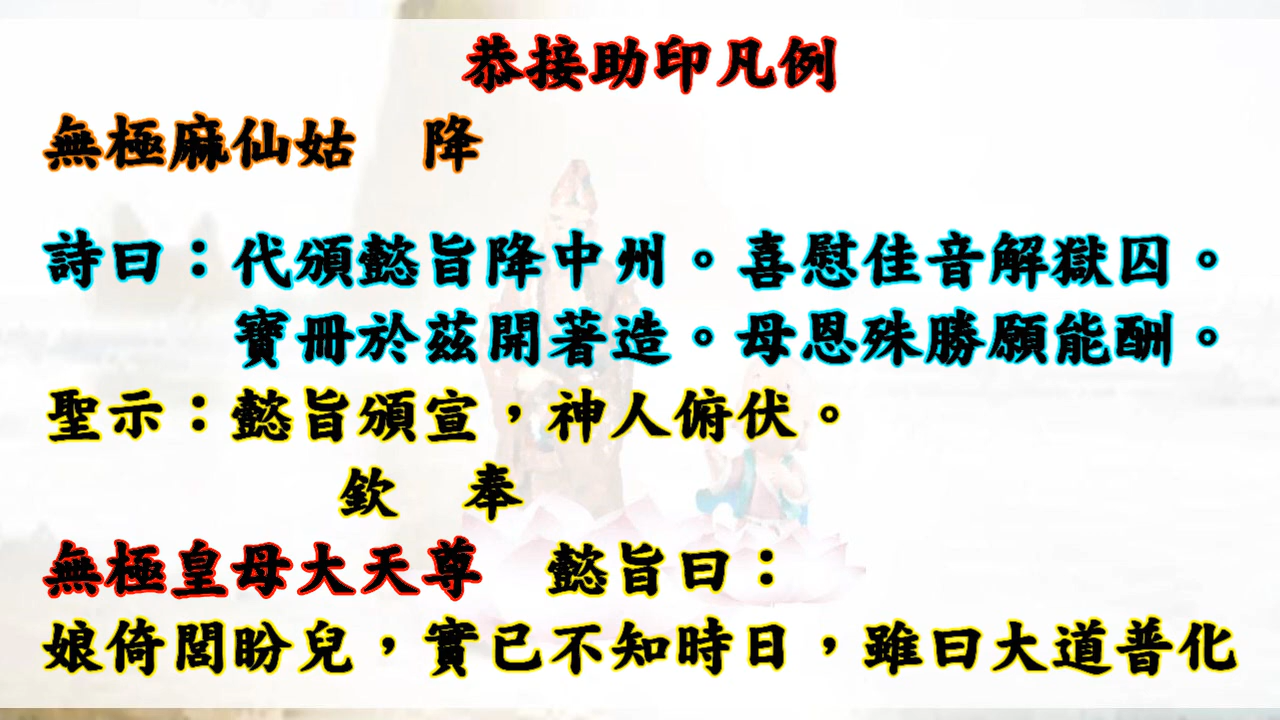 恭接助印凡例
無極麻仙姑　降
詩曰：代頒懿旨降中州。喜慰佳音解獄囚。
寶冊於茲開著造。母恩殊勝願能酬。
聖示：懿旨頒宣，神人俯伏。
欽　奉
無極皇母大天尊　懿旨曰：
娘倚閭盼兒，實已不知時日，雖曰大道普化